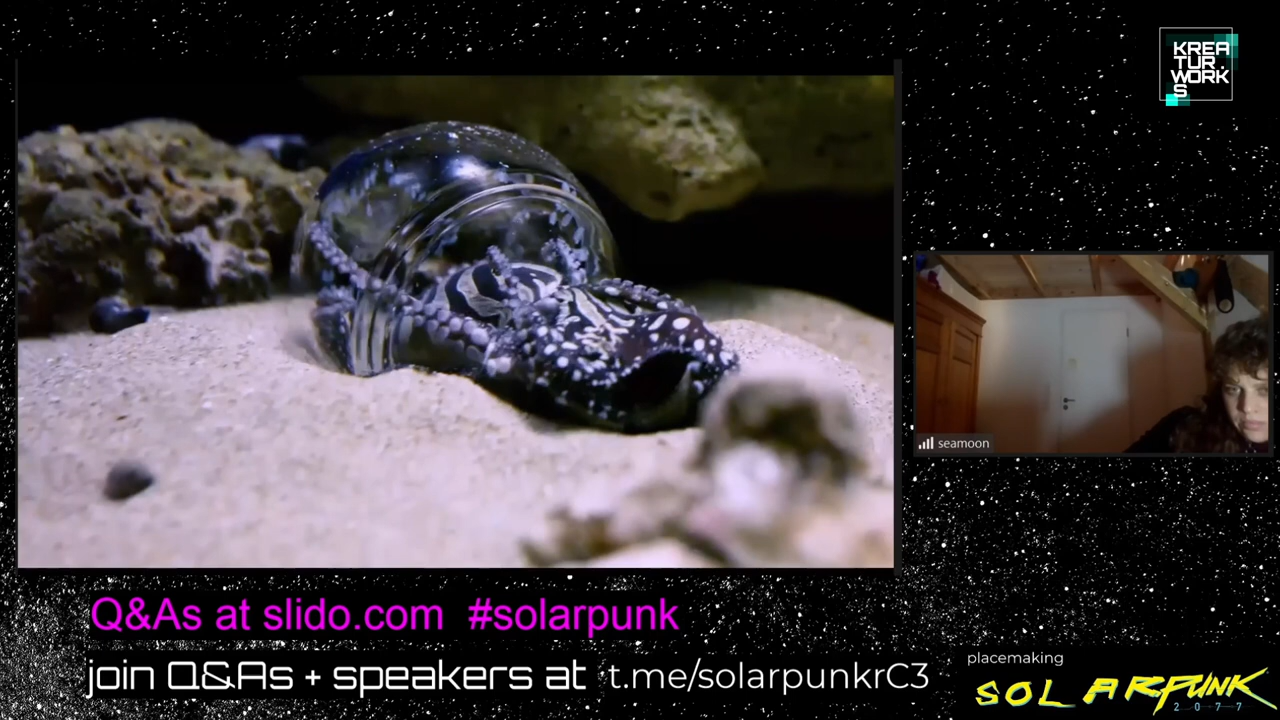 KREA
TUR.
WORK
S
seamoon
Q&As at slido.com #solarpunk
join Q&As + speakers at t.me/solarpunkrC3
placemaking
SOLARPUNK
2077